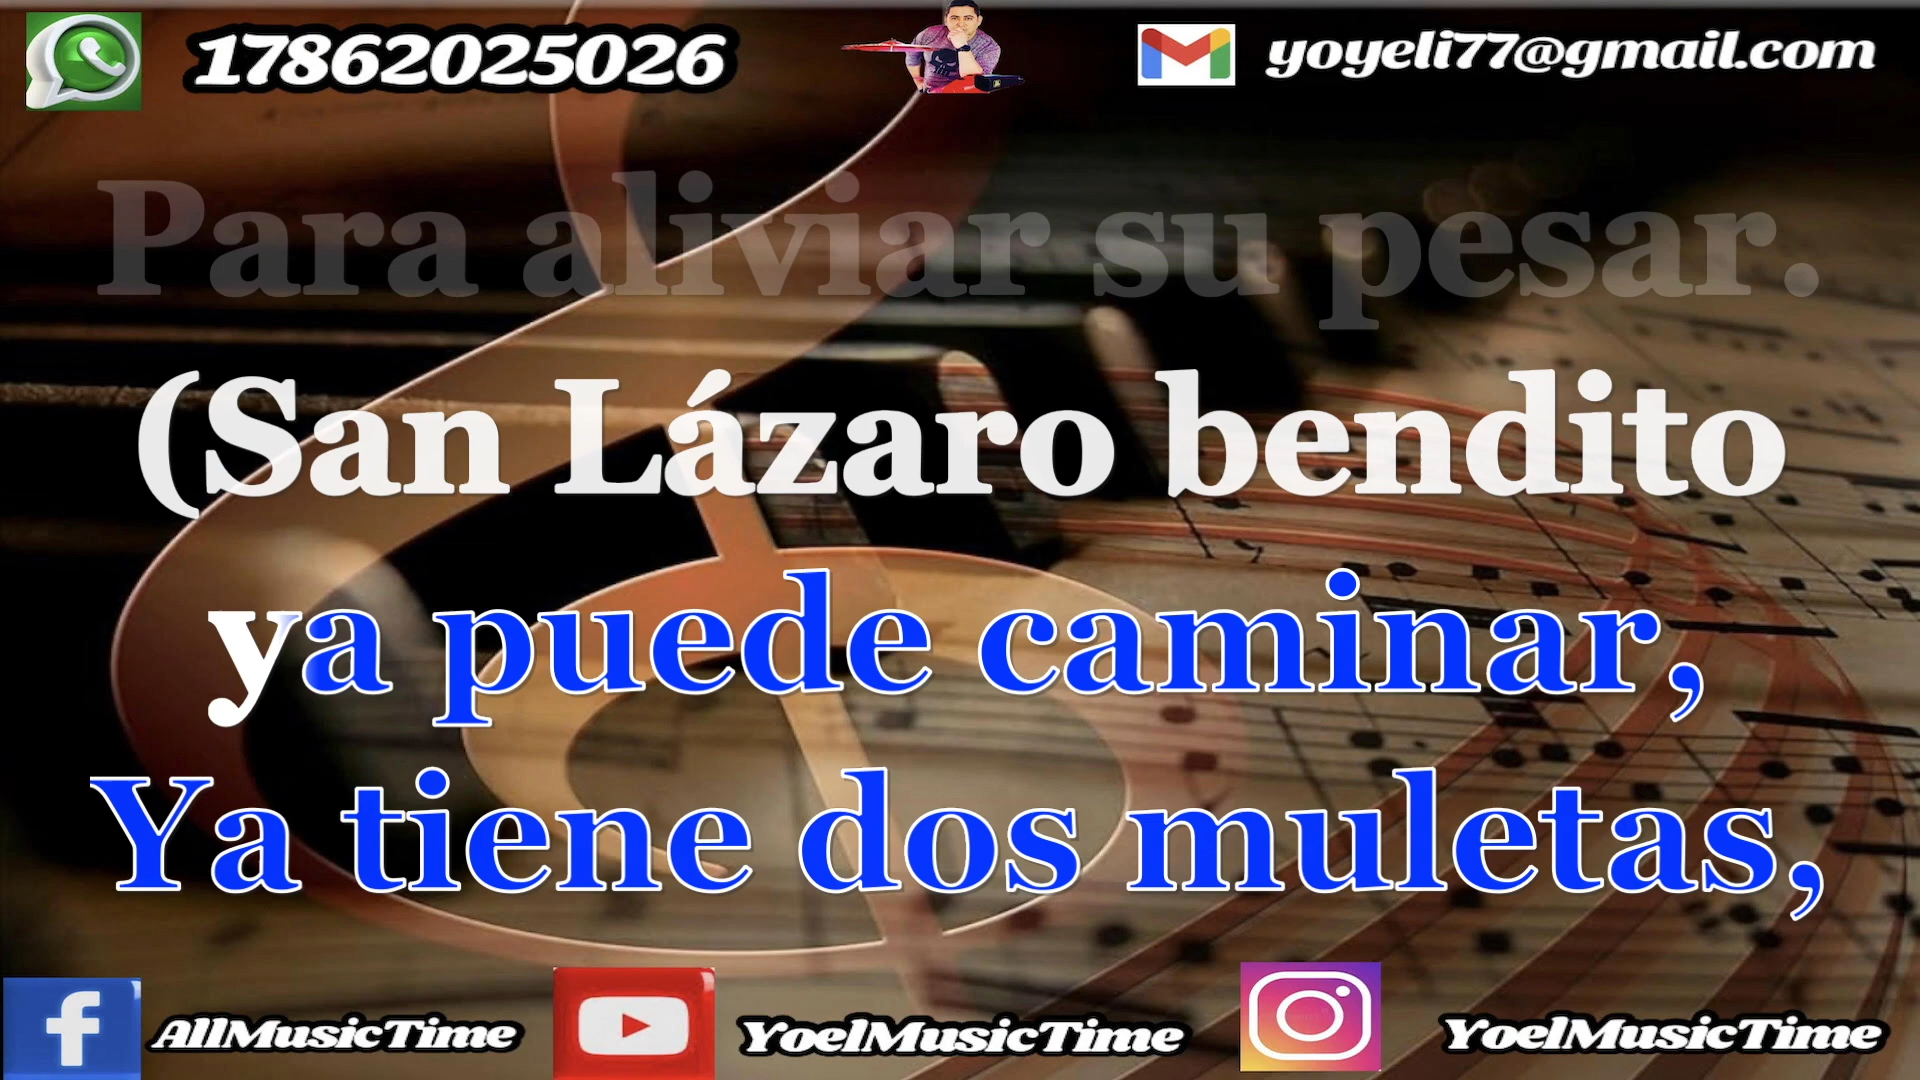 17862025026
yoyeli77@gmail.com
Para aliviar su pesar.
(San Lázaro bendito
ya puede caminar,
Ya tiene dos muletas,
AllMusicTime
YoelMusicTime
YoelMusicTime